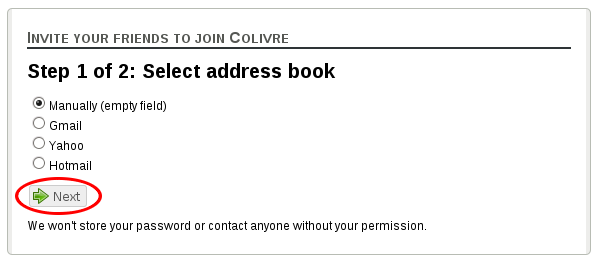 Invite your friends to join Colivre
Step 1 of 2: Select address book
Manually (empty field)
Gmail
Yahoo
Hotmail
Next
We won't store your password or contact anyone without your permission.